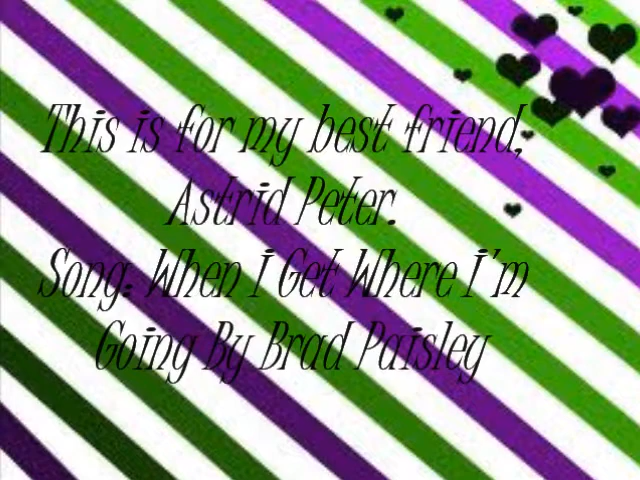 This is for my best friend,
Astrid Peter.
Song: When I Get Where I'm
Going By Brad Paisley